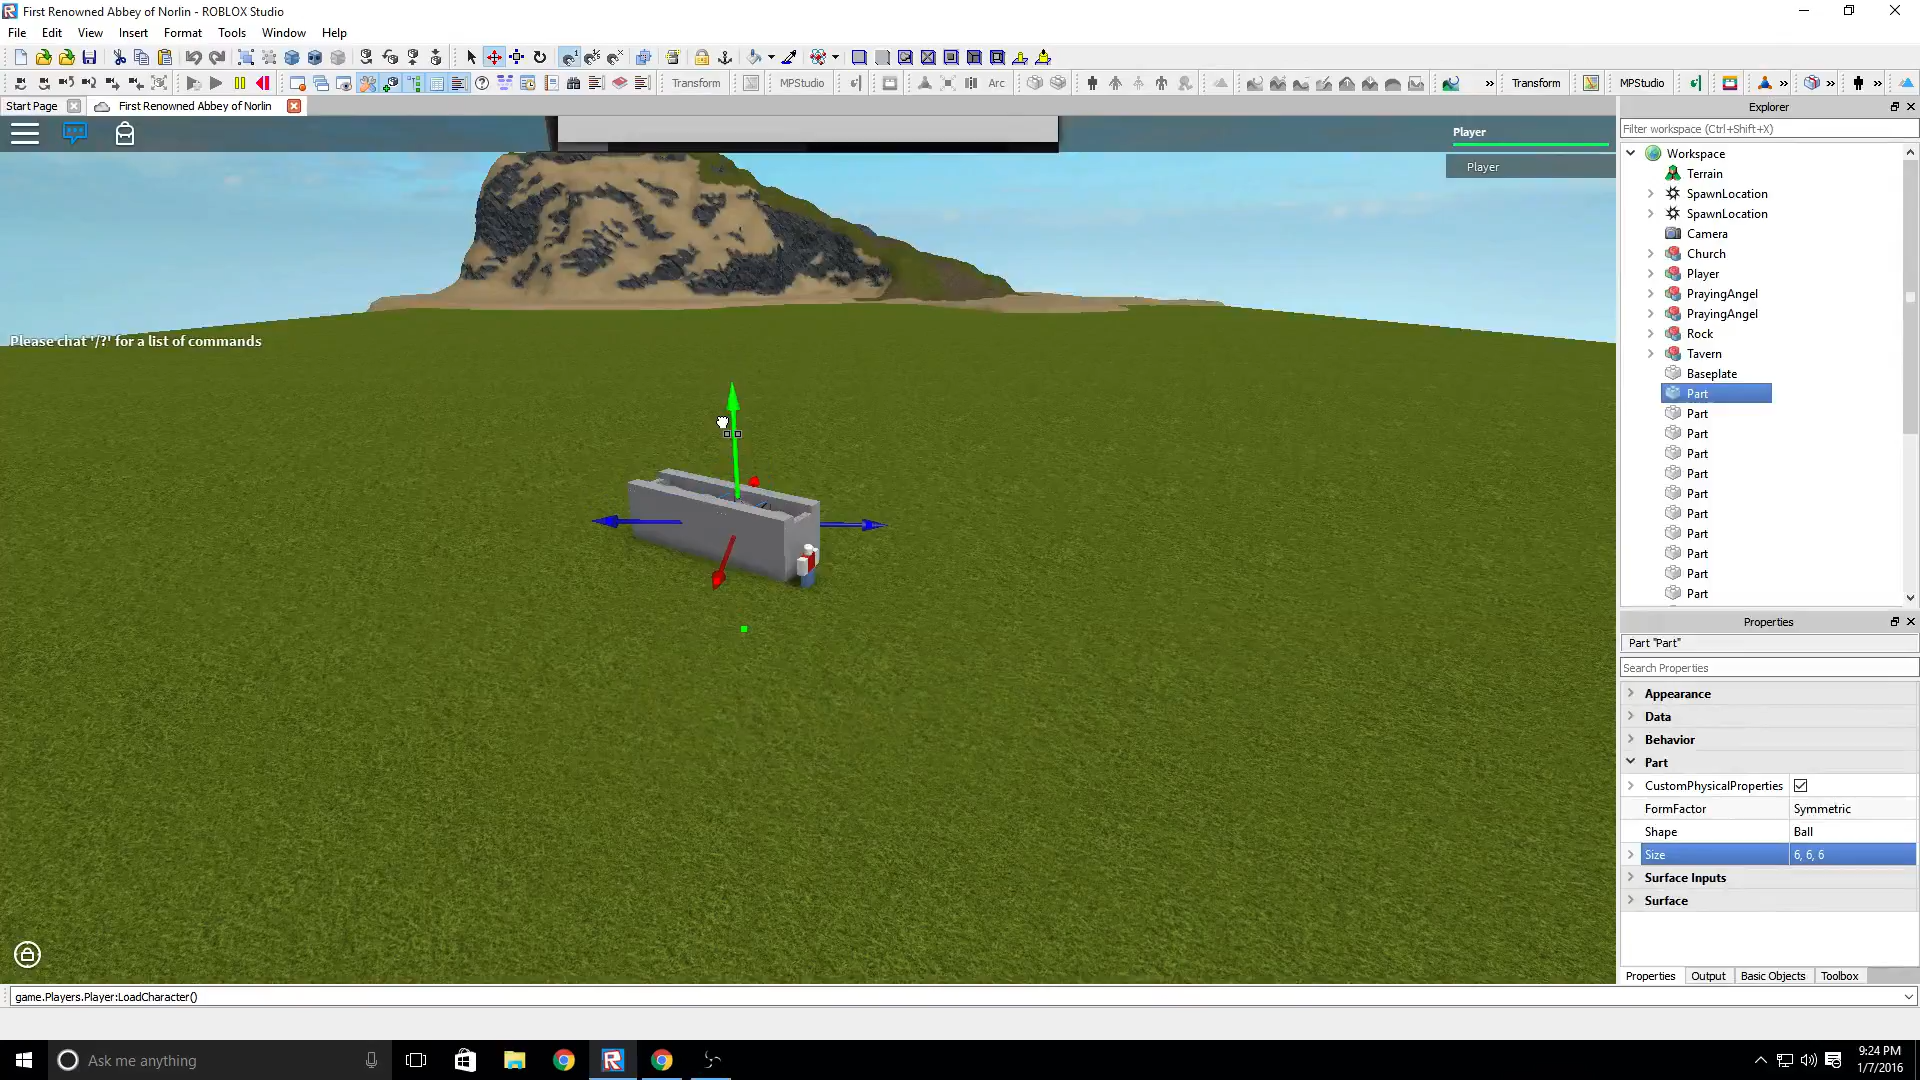 First Renowned Abbey of Norlin - ROBLOX Studio
File Edit View Insert Format Tools Window Help
Transform MPStudio Arc Transform MPStudio
Start Page First Renowned Abbey of Norlin
Explorer
Filter workspace (Ctrl+Shift+X)
Player
Player
Workspace
Terrain
SpawnLocation
SpawnLocation
Camera
Church
Player
PrayingAngel
PrayingAngel
Rock
Tavern
Baseplate
Part
Part
Part
Part
Part
Part
Part
Part
Part
Part
Part
Please chat '/?' for a list of commands
Properties
Part "Part"
Search Properties
Appearance
Data
Behavior
Part
CustomPhysicalProperties
FormFactor Symmetric
Shape Ball
Size 6, 6, 6
Surface Inputs
Surface
Properties Output Basic Objects Toolbox
game.Players.Player:LoadCharacter()
Ask me anything
9:24 PM
1/7/2016